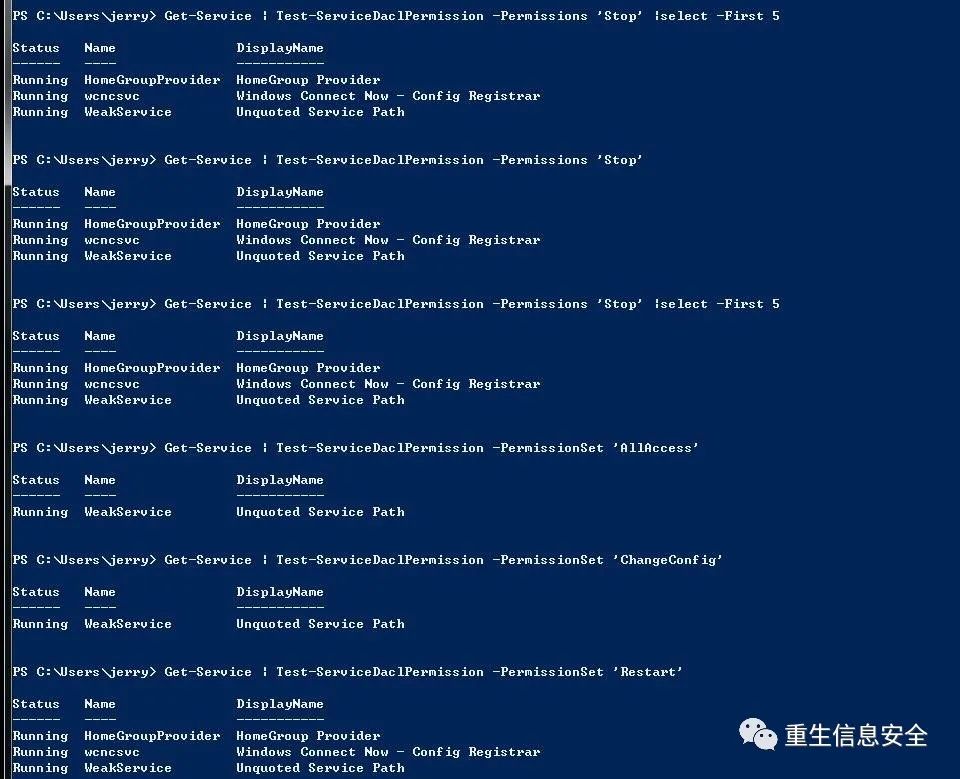 PS C:\Users\jerry> Get-Service | Test-ServiceDaclPermission -Permissions 'Stop' |select -First 5
Status Name DisplayName
------ ---- -----------
Running HomeGroupProvider HomeGroup Provider
Running wcncsvc Windows Connect Now - Config Registrar
Running WeakService Unquoted Service Path
PS C:\Users\jerry> Get-Service | Test-ServiceDaclPermission -Permissions 'Stop'
Status Name DisplayName
------ ---- -----------
Running HomeGroupProvider HomeGroup Provider
Running wcncsvc Windows Connect Now - Config Registrar
Running WeakService Unquoted Service Path
PS C:\Users\jerry> Get-Service | Test-ServiceDaclPermission -Permissions 'Stop' |select -First 5
Status Name DisplayName
------ ---- -----------
Running HomeGroupProvider HomeGroup Provider
Running wcncsvc Windows Connect Now - Config Registrar
Running WeakService Unquoted Service Path
PS C:\Users\jerry> Get-Service | Test-ServiceDaclPermission -PermissionSet 'AllAccess'
Status Name DisplayName
------ ---- -----------
Running WeakService Unquoted Service Path
PS C:\Users\jerry> Get-Service | Test-ServiceDaclPermission -PermissionSet 'ChangeConfig'
Status Name DisplayName
------ ---- -----------
Running WeakService Unquoted Service Path
PS C:\Users\jerry> Get-Service | Test-ServiceDaclPermission -PermissionSet 'Restart'
Status Name DisplayName
------ ---- -----------
Running HomeGroupProvider HomeGroup Provider
Running wcncsvc Windows Connect Now - Config Registrar
Running WeakService Unquoted Service Path
重生信息安全